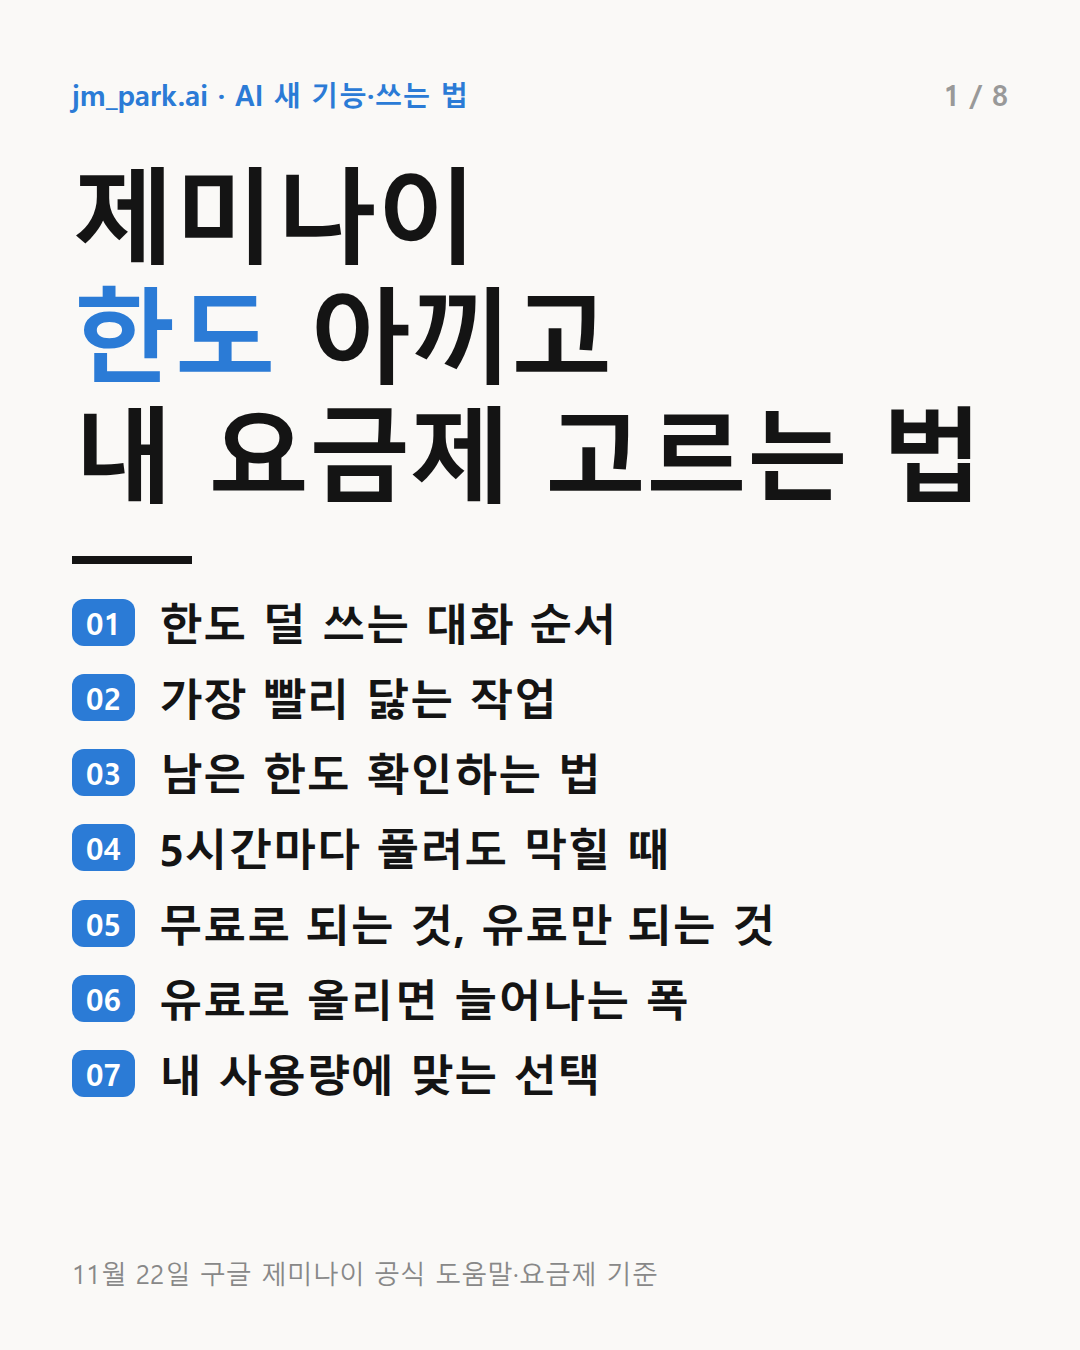 jm_park.ai · AI 새 기능·쓰는 법
1 / 8
제미나이
한도 아끼고
내 요금제 고르는 법
01 한도 덜 쓰는 대화 순서
02 가장 빨리 닳는 작업
03 남은 한도 확인하는 법
04 5시간마다 풀려도 막힐 때
05 무료로 되는 것, 유료만 되는 것
06 유료로 올리면 늘어나는 폭
07 내 사용량에 맞는 선택
11월 22일 구글 제미나이 공식 도움말·요금제 기준